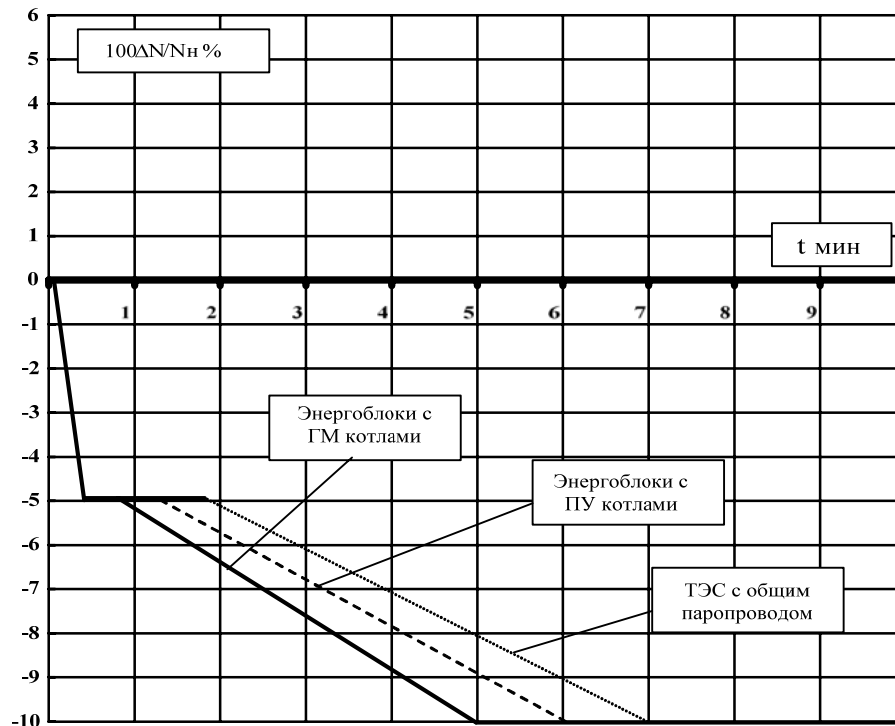 6
100ΔN/Nн %
5
4
3
2
1
t мин
0
1 2 3 4 5 6 7 8 9
-1
-2
-3
Энергоблоки с
ГМ котлами
-4
Энергоблоки с
ПУ котлами
-5
-6
-7
ТЭС с общим
паропроводом
-8
-9
-10